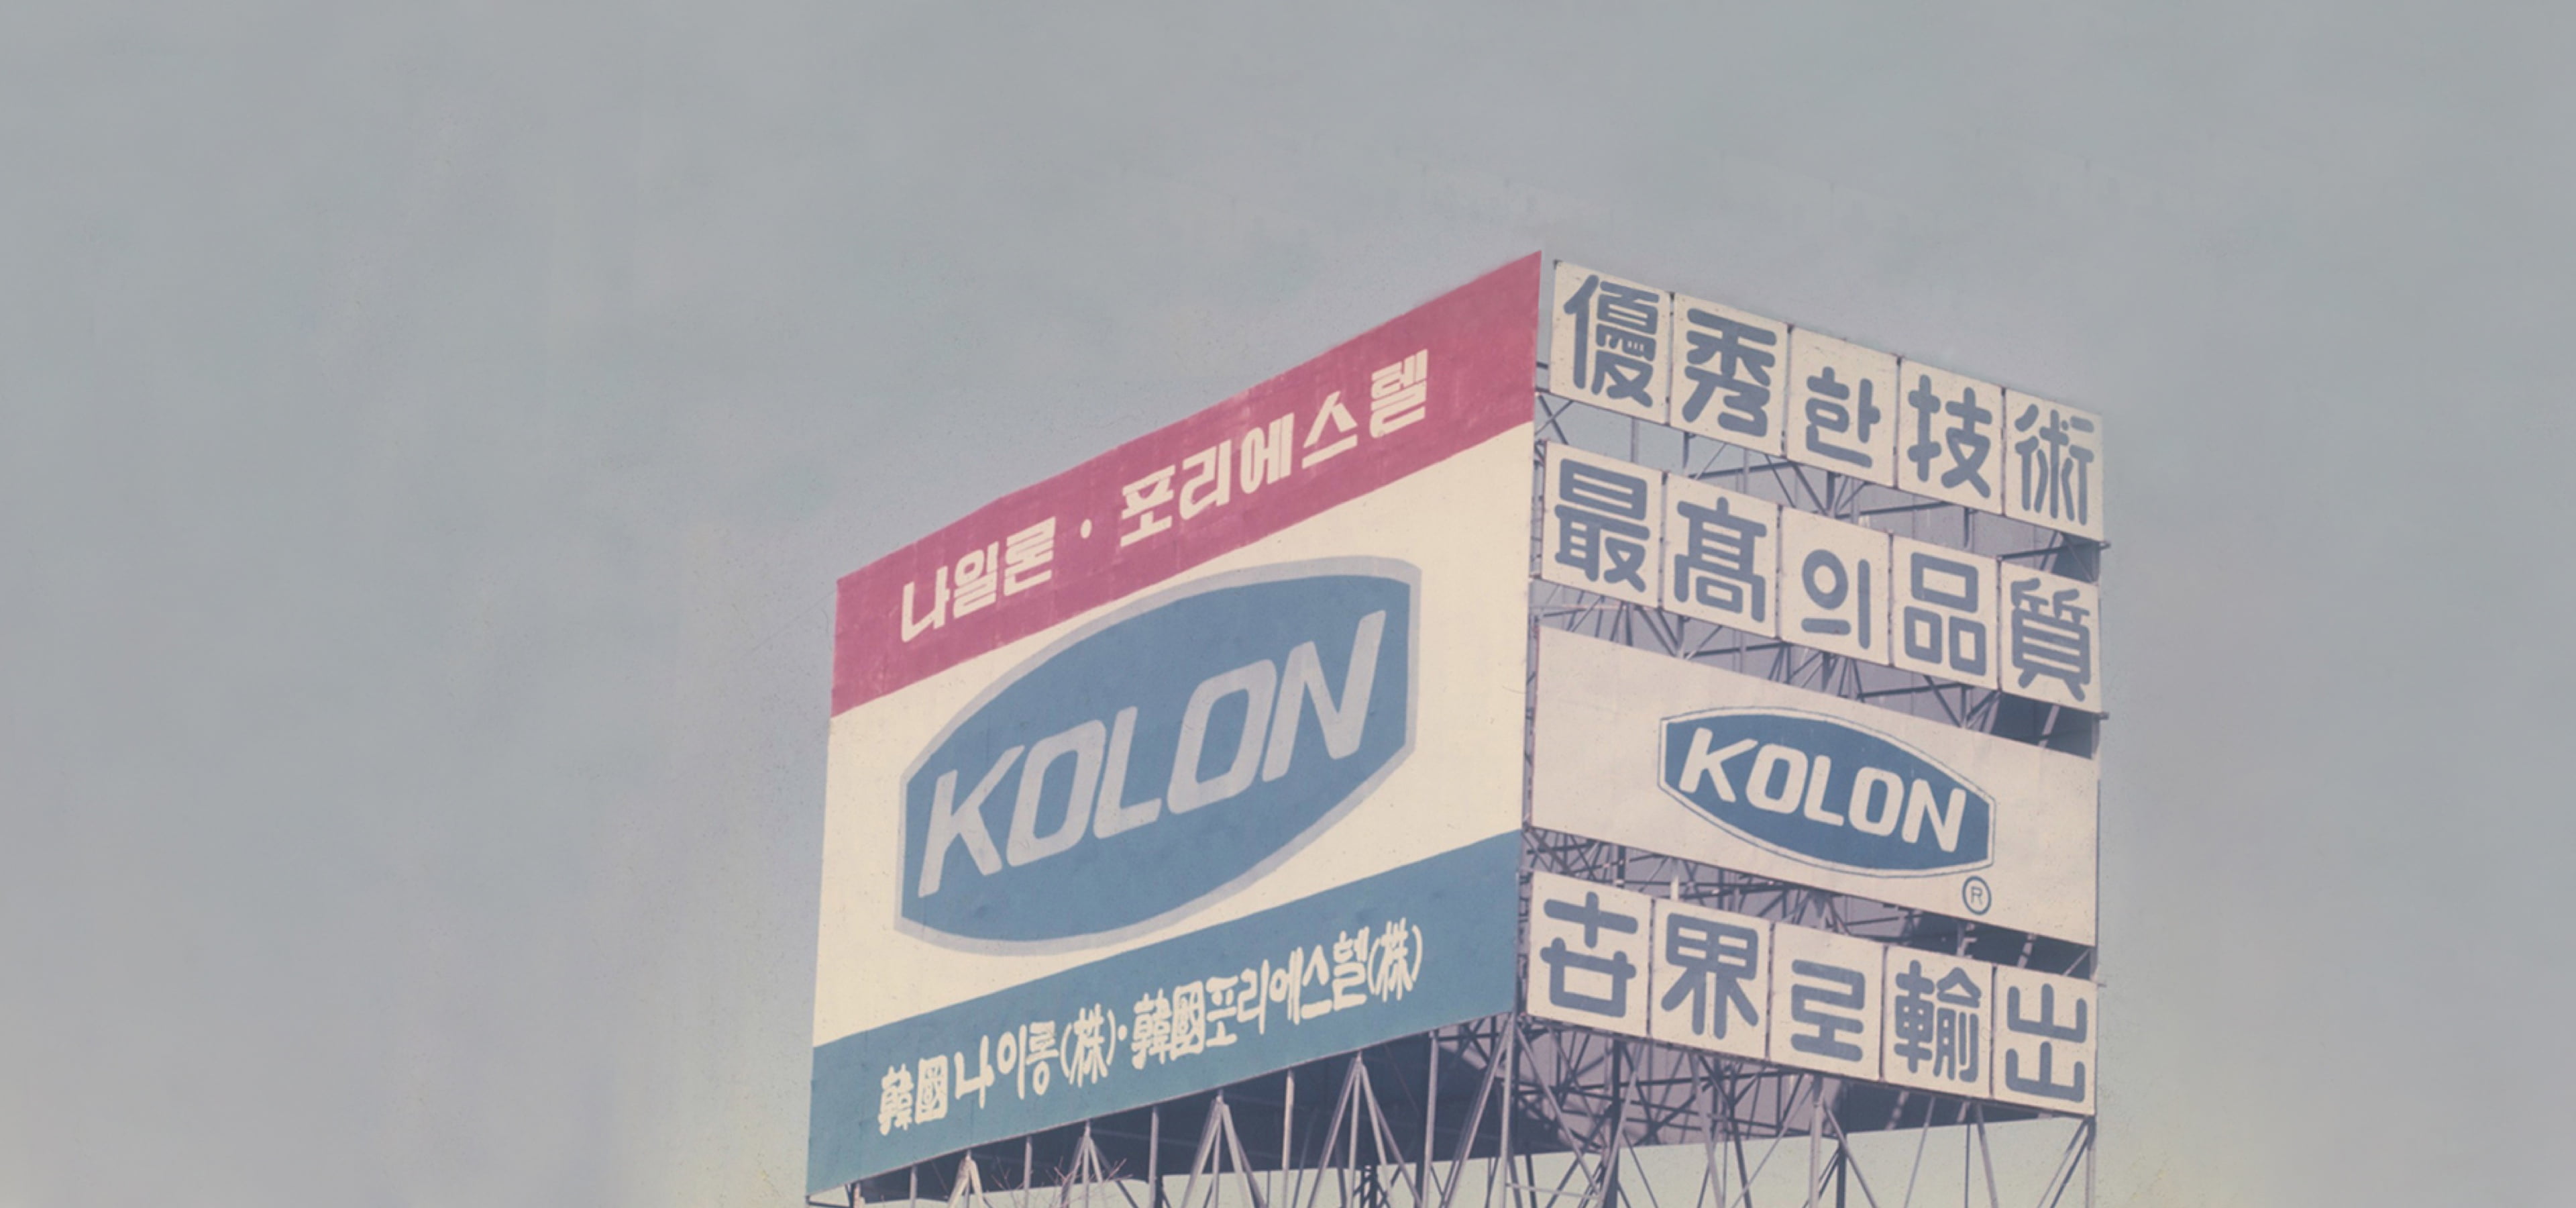 나일론・포리에스텔
KOLON
韓國나이롱(株)・韓國포리에스텔(株)
優秀한技術
最高의品質
KOLON
®
世界로輸出